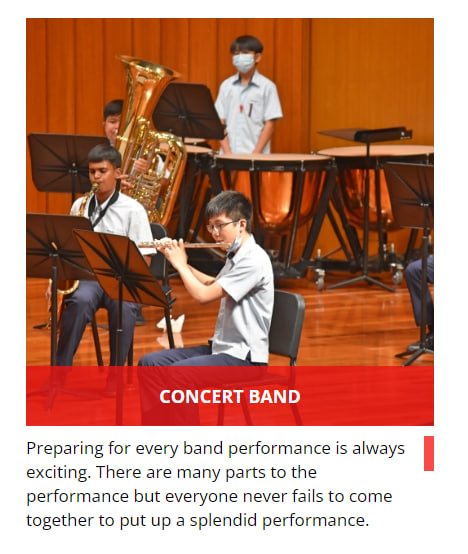 CONCERT BAND
Preparing for every band performance is always
exciting. There are many parts to the
performance but everyone never fails to come
together to put up a splendid performance.